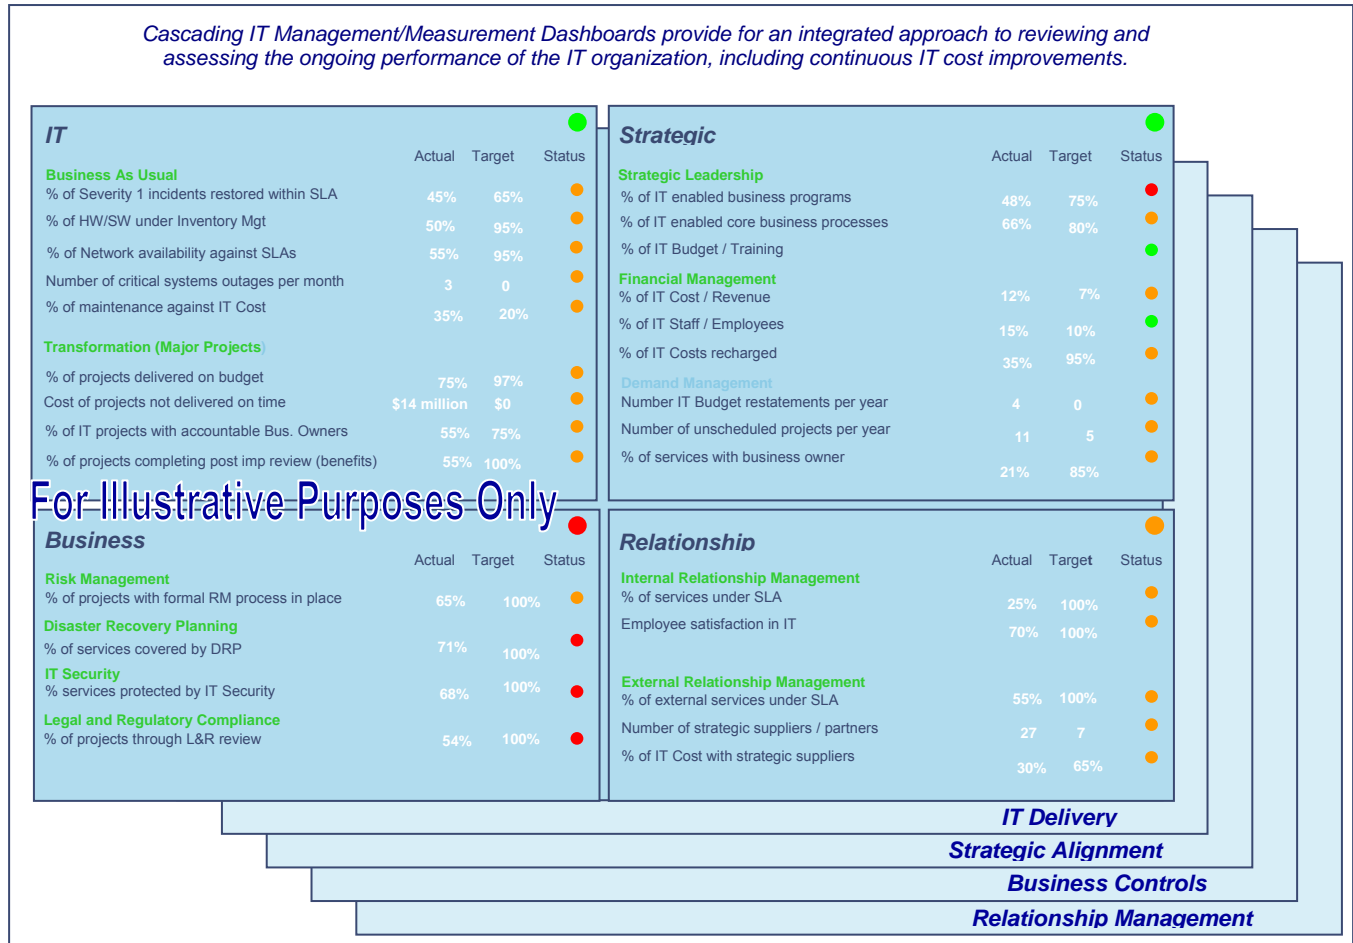 Cascading IT Management/Measurement Dashboards provide for an integrated approach to reviewing and
assessing the ongoing performance of the IT organization, including continuous IT cost improvements.
IT
Actual Target Status
Business As Usual
% of Severity 1 incidents restored within SLA 45% 65%
% of HW/SW under Inventory Mgt 50% 95%
% of Network availability against SLAs 55% 95%
Number of critical systems outages per month 3 0
% of maintenance against IT Cost 35% 20%
Transformation (Major Projects)
% of projects delivered on budget 75% 97%
Cost of projects not delivered on time $14 million $0
% of IT projects with accountable Bus. Owners 55% 75%
% of projects completing post imp review (benefits) 55% 100%
Strategic
Actual Target Status
Strategic Leadership
% of IT enabled business programs 48% 75%
% of IT enabled core business processes 66% 80%
% of IT Budget / Training
Financial Management
% of IT Cost / Revenue 12% 7%
% of IT Staff / Employees 15% 10%
% of IT Costs recharged 35% 95%
Demand Management
Number IT Budget restatements per year 4 0
Number of unscheduled projects per year 11 5
% of services with business owner 21% 85%
For Illustrative Purposes Only
Business
Actual Target Status
Risk Management
% of projects with formal RM process in place 65% 100%
Disaster Recovery Planning
% of services covered by DRP 71% 100%
IT Security
% services protected by IT Security 68% 100%
Legal and Regulatory Compliance
% of projects through L&R review 54% 100%
Relationship
Actual Target Status
Internal Relationship Management
% of services under SLA 25% 100%
Employee satisfaction in IT 70% 100%
External Relationship Management
% of external services under SLA 55% 100%
Number of strategic suppliers / partners 27 7
% of IT Cost with strategic suppliers 30% 65%
IT Delivery
Strategic Alignment
Business Controls
Relationship Management